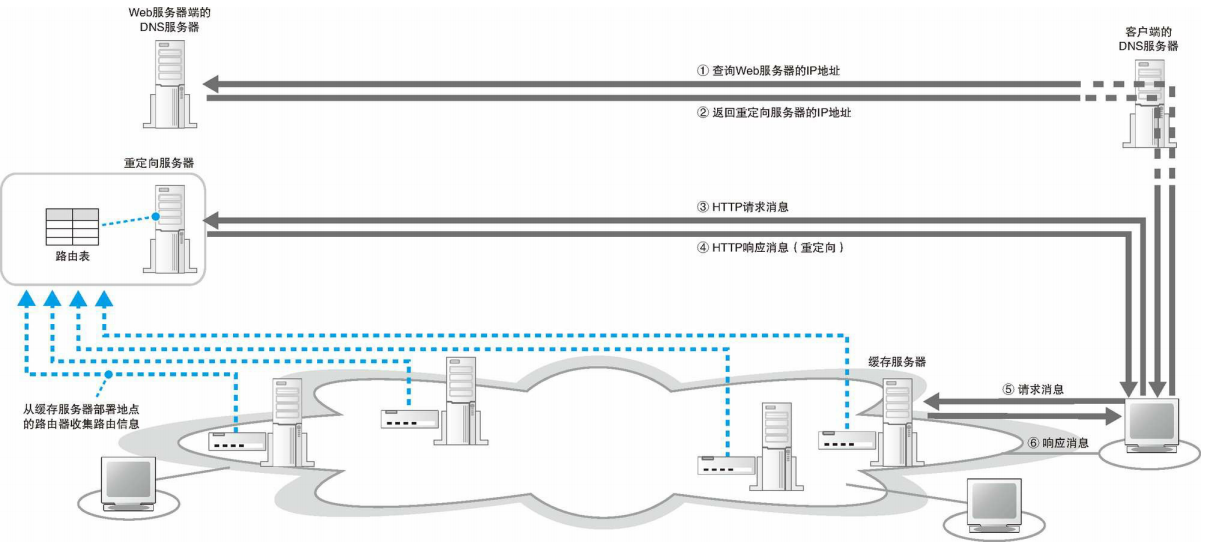 Web服务器端的
DNS服务器
客户端的
DNS服务器
① 查询Web服务器的IP地址
② 返回重定向服务器的IP地址
重定向服务器
路由表
③ HTTP请求消息
④ HTTP响应消息（重定向）
缓存服务器
从缓存服务器部署地点
的路由器收集路由信息
⑤ 请求消息
⑥ 响应消息